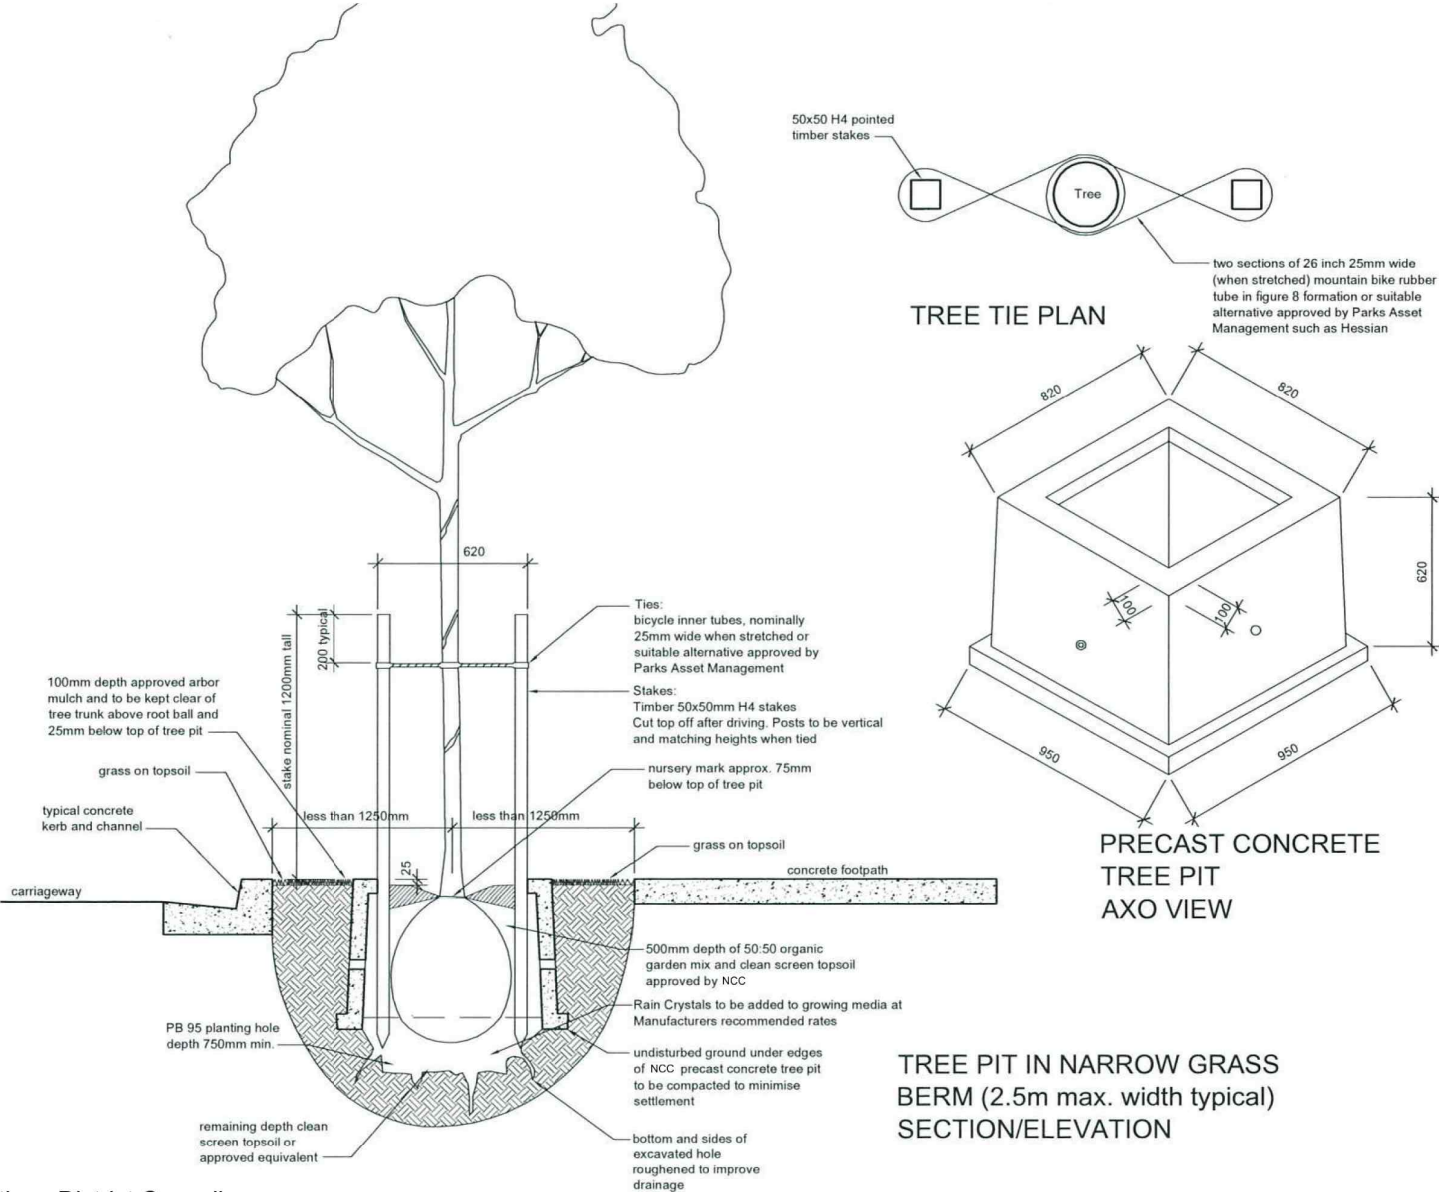 50x50 H4 pointed
timber stakes
Tree
two sections of 26 inch 25mm wide
(when stretched) mountain bike rubber
tube in figure 8 formation or suitable
alternative approved by Parks Asset
Management such as Hessian
TREE TIE PLAN
820
820
620
100
100
950
950
PRECAST CONCRETE
TREE PIT
AXO VIEW
620
200 typical
stake nominal 1200mm tall
Ties:
bicycle inner tubes, nominally
25mm wide when stretched or
suitable alternative approved by
Parks Asset Management
Stakes:
Timber 50x50mm H4 stakes
Cut top off after driving. Posts to be vertical
and matching heights when tied
100mm depth approved arbor
mulch and to be kept clear of
tree trunk above root ball and
25mm below top of tree pit
grass on topsoil
typical concrete
kerb and channel
nursery mark approx. 75mm
below top of tree pit
less than 1250mm
less than 1250mm
25
grass on topsoil
carriageway
concrete footpath
500mm depth of 50:50 organic
garden mix and clean screen topsoil
approved by NCC
Rain Crystals to be added to growing media at
Manufacturers recommended rates
PB 95 planting hole
depth 750mm min.
undisturbed ground under edges
of NCC precast concrete tree pit
to be compacted to minimise
settlement
remaining depth clean
screen topsoil or
approved equivalent
bottom and sides of
excavated hole
roughened to improve
drainage
TREE PIT IN NARROW GRASS
BERM (2.5m max. width typical)
SECTION/ELEVATION